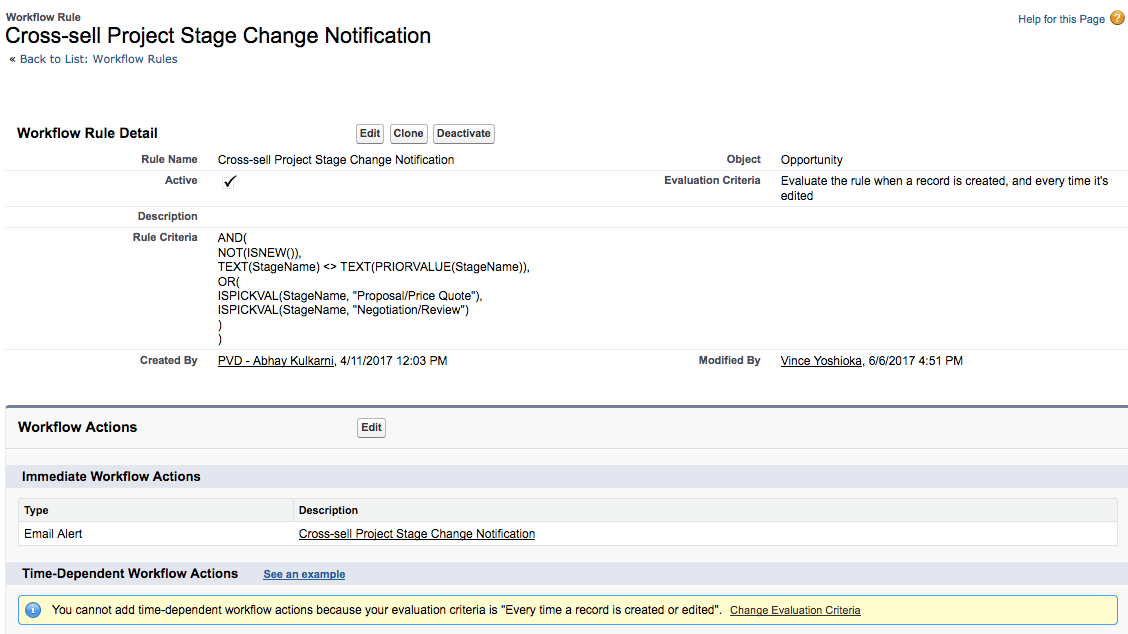 Workflow Rule
Help for this Page ?
Cross-sell Project Stage Change Notification
« Back to List: Workflow Rules
Workflow Rule Detail
Edit Clone Deactivate
Rule Name Cross-sell Project Stage Change Notification Object Opportunity
Active Evaluation Criteria Evaluate the rule when a record is created, and every time it's
edited
Description
Rule Criteria AND(
NOT(ISNEW()),
TEXT(StageName) <> TEXT(PRIORVALUE(StageName)),
OR(
ISPICKVAL(StageName, "Proposal/Price Quote"),
ISPICKVAL(StageName, "Negotiation/Review")
)
)
Created By PVD - Abhay Kulkarni, 4/11/2017 12:03 PM Modified By Vince Yoshioka, 6/6/2017 4:51 PM
Workflow Actions Edit
Immediate Workflow Actions
Type Description
Email Alert Cross-sell Project Stage Change Notification
Time-Dependent Workflow Actions See an example
You cannot add time-dependent workflow actions because your evaluation criteria is "Every time a record is created or edited". Change Evaluation Criteria